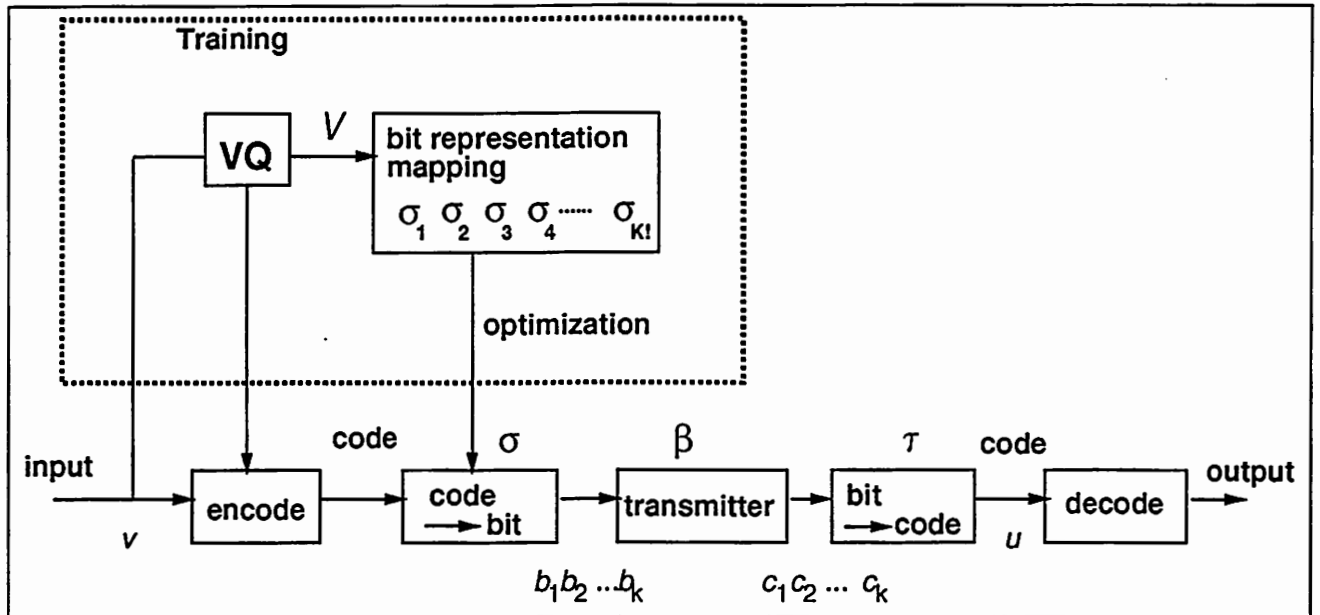 Training
VQ
V
bit representation
mapping
σ1 σ2 σ3 σ4 ...... σK!
optimization
input
v
encode
code
σ
code
→ bit
β
transmitter
τ
bit
→ code
code
u
decode
output
b1b2 ...bk
c1c2 ... ck